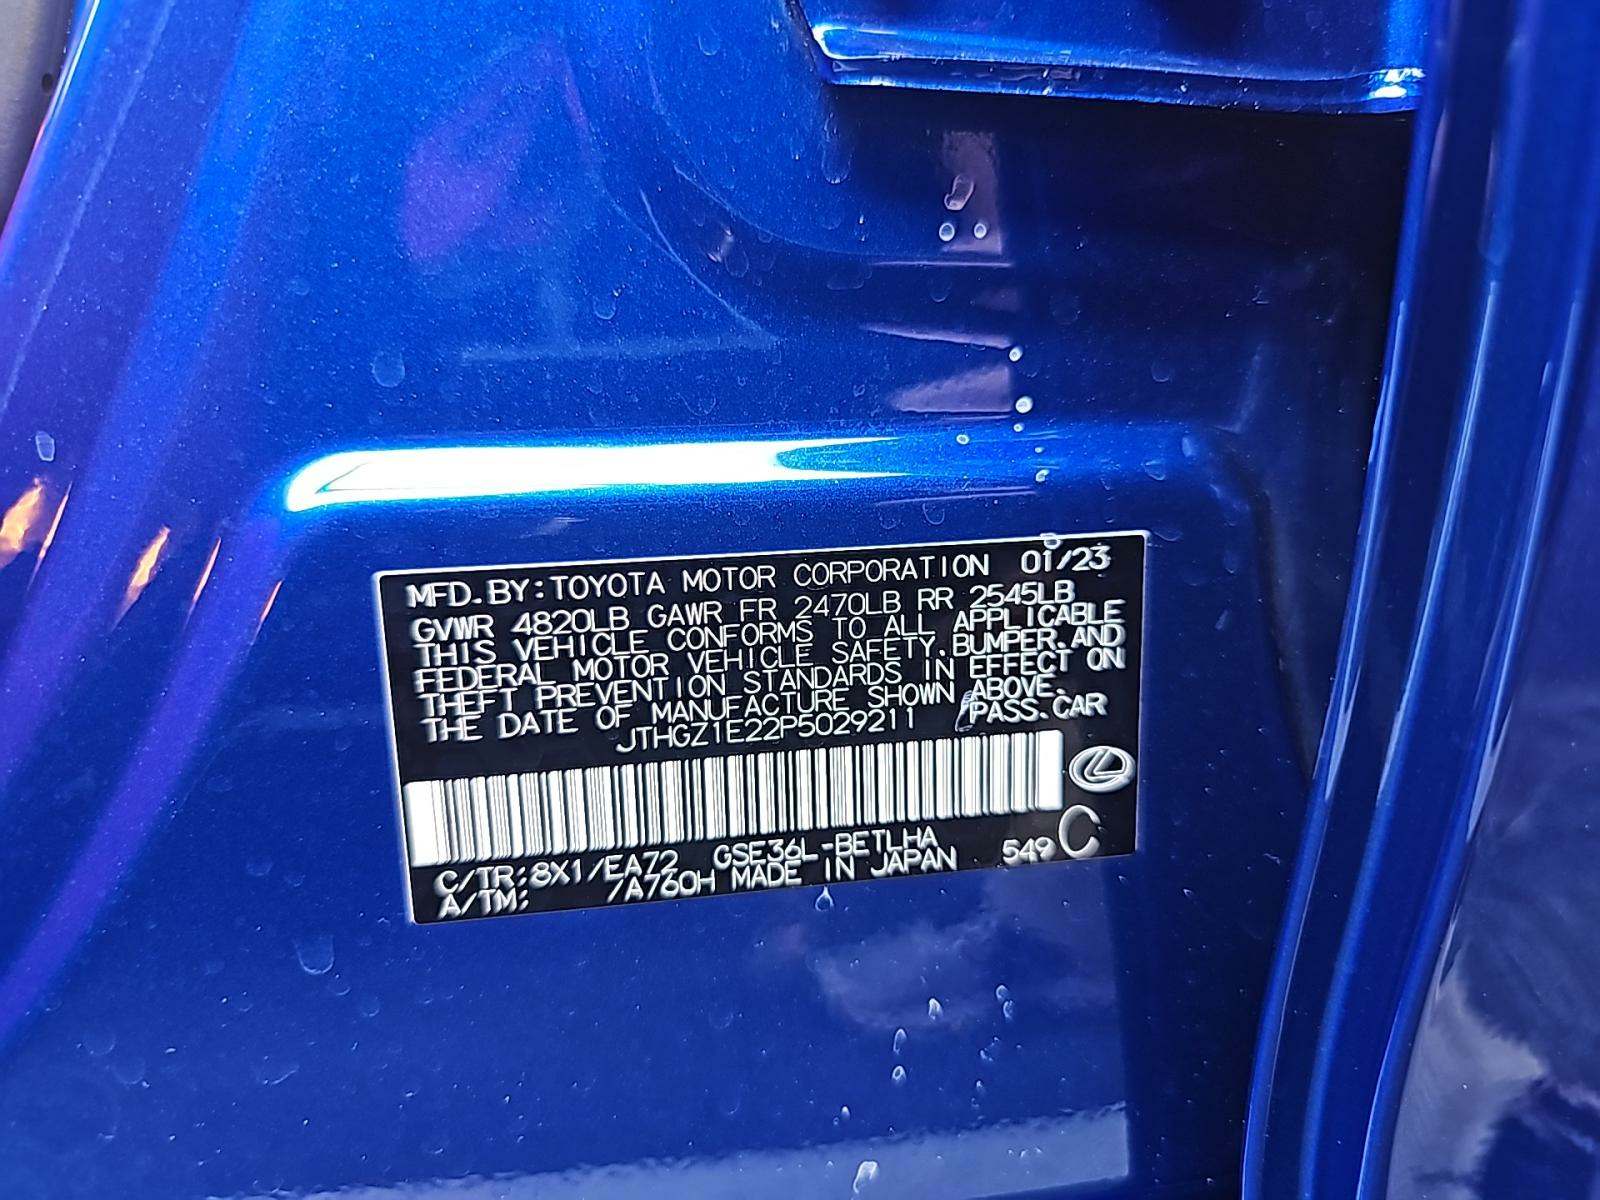 MFD. BY: TOYOTA MOTOR CORPORATION 01/23
GVWR 4820LB GAWR FR 2470LB RR 2545LB
THIS VEHICLE CONFORMS TO ALL APPLICABLE
FEDERAL MOTOR VEHICLE SAFETY, BUMPER, AND
THEFT PREVENTION STANDARDS IN EFFECT ON
THE DATE OF MANUFACTURE SHOWN ABOVE.
JTHGZ1E22P5029211 PASS. CAR
C/TR: 8X1/EA72 GSE36L-BETLHA 549 C
A/TM: /A760H MADE IN JAPAN